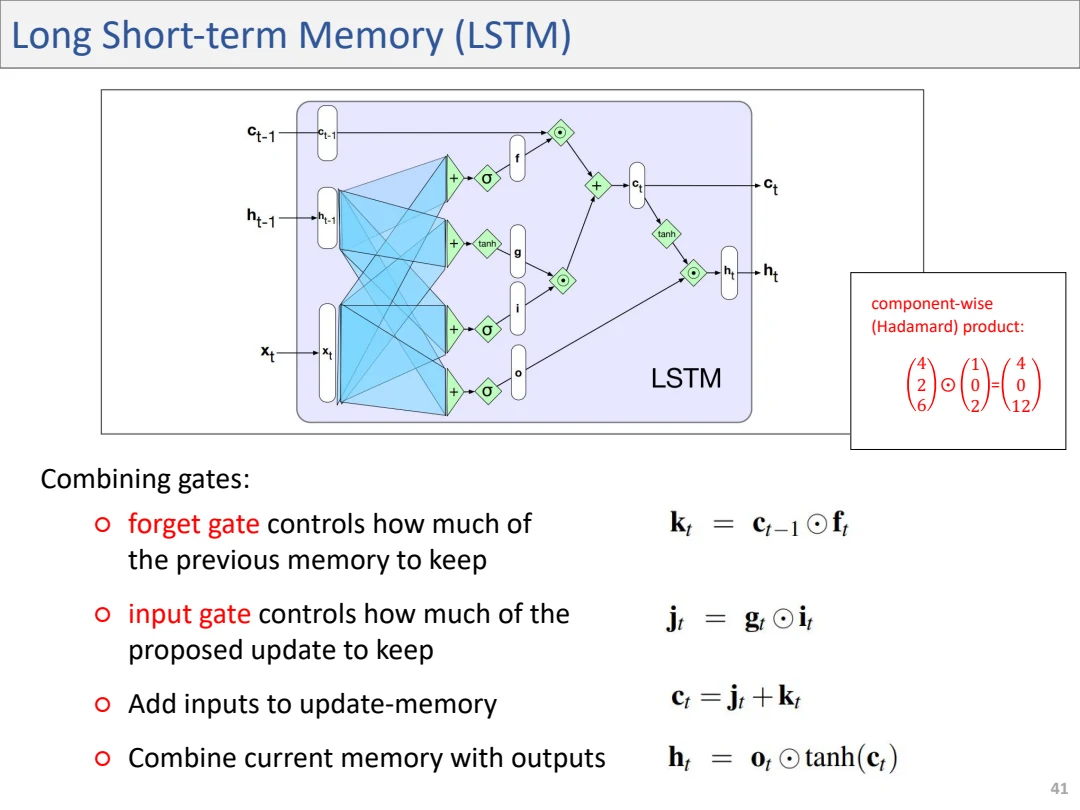 Long Short-term Memory (LSTM)
c_{t-1}
c_{t-1}
⊙
f
+
σ
+
c_t
c_t
h_{t-1}
h_{t-1}
+
tanh
g
tanh
⊙
⊙
h_t
h_t
i
+
σ
x_t
x_t
o
+
σ
LSTM
component-wise
(Hadamard) product:
(4 2 6) ⊙ (1 0 2) = (4 0 12)
Combining gates:
forget gate controls how much of
the previous memory to keep
k_t = c_{t-1} ⊙ f_t
input gate controls how much of the
proposed update to keep
j_t = g_t ⊙ i_t
Add inputs to update-memory
c_t = j_t + k_t
Combine current memory with outputs
h_t = o_t ⊙ tanh(c_t)
41